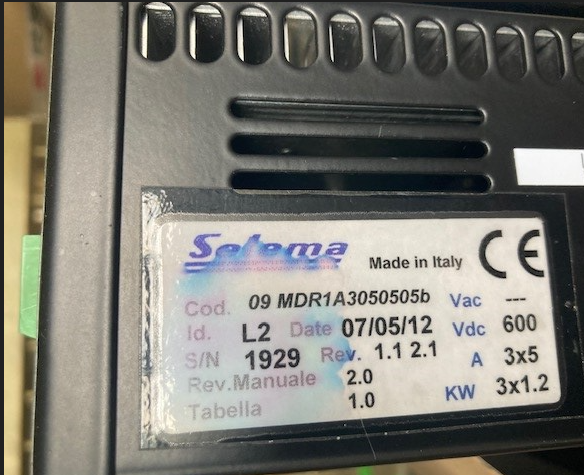 Seloma Made in Italy CE
Cod. 09 MDR1A3050505b Vac ---
Id. L2 Date 07/05/12 Vdc 600
S/N 1929 Rev. 1.1 2.1 A 3x5
Rev.Manuale 2.0 KW 3x1.2
Tabella 1.0